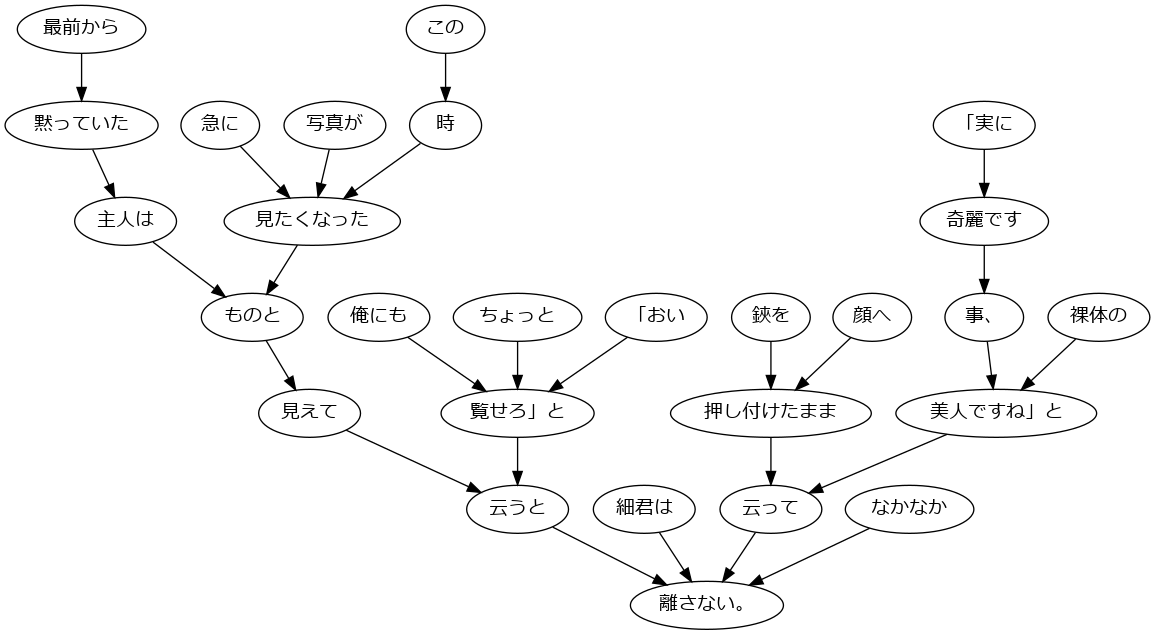 最前から
この
黙っていた
急に
写真が
時
「実に
主人は
見たくなった
奇麗です
ものと
俺にも
ちょっと
「おい
鋏を
顔へ
事、
裸体の
見えて
覧せろ」と
押し付けたまま
美人ですね」と
云うと
細君は
云って
なかなか
離さない。